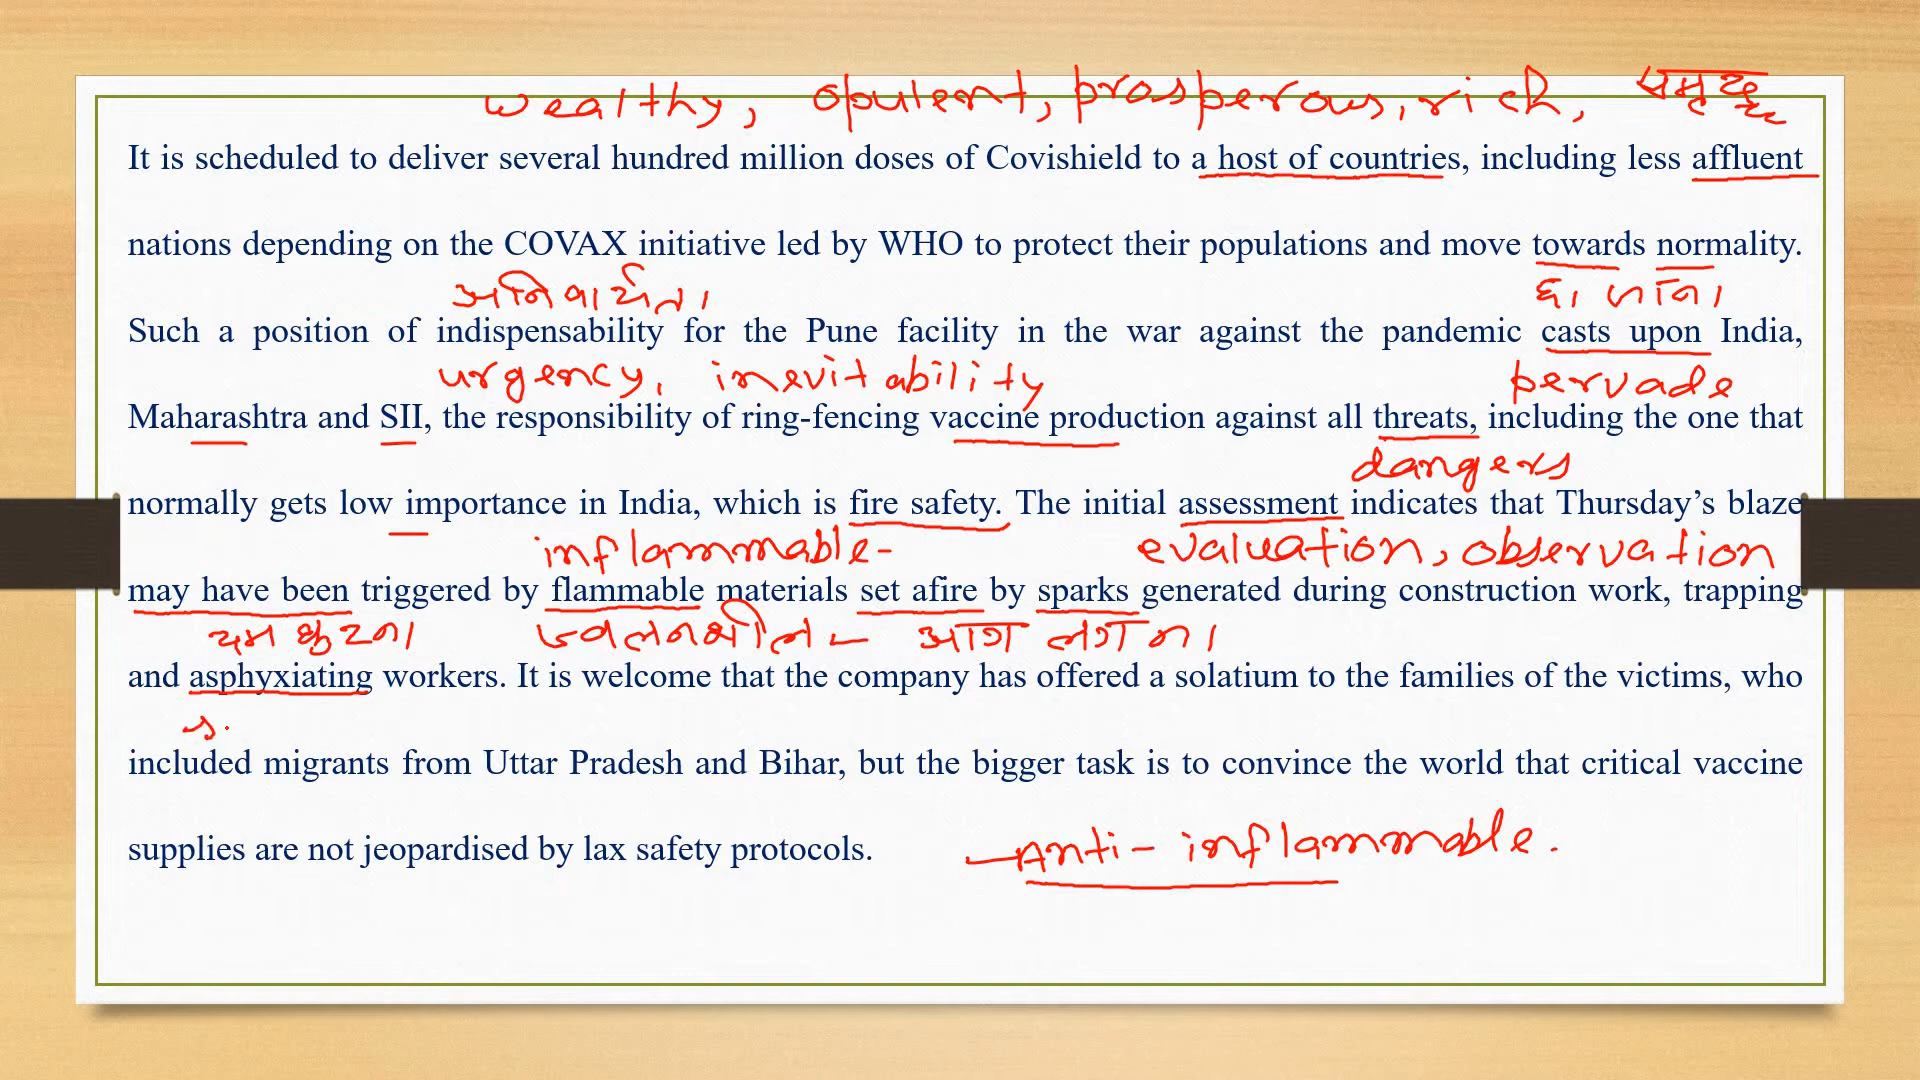 wealthy, opulent, prosperous, rich, समृद्ध
It is scheduled to deliver several hundred million doses of Covishield to a host of countries, including less affluent
nations depending on the COVAX initiative led by WHO to protect their populations and move towards normality.
अनिवार्यता छा जाना
Such a position of indispensability for the Pune facility in the war against the pandemic casts upon India,
urgency, inevitability pervade
Maharashtra and SII, the responsibility of ring-fencing vaccine production against all threats, including the one that
dangers
normally gets low importance in India, which is fire safety. The initial assessment indicates that Thursday’s blaze
inflammable- evaluation, observation
may have been triggered by flammable materials set afire by sparks generated during construction work, trapping
दम घुटना ज्वलनशील - आग लगना
and asphyxiating workers. It is welcome that the company has offered a solatium to the families of the victims, who
s.
included migrants from Uttar Pradesh and Bihar, but the bigger task is to convince the world that critical vaccine
supplies are not jeopardised by lax safety protocols. - Anti - inflammable.